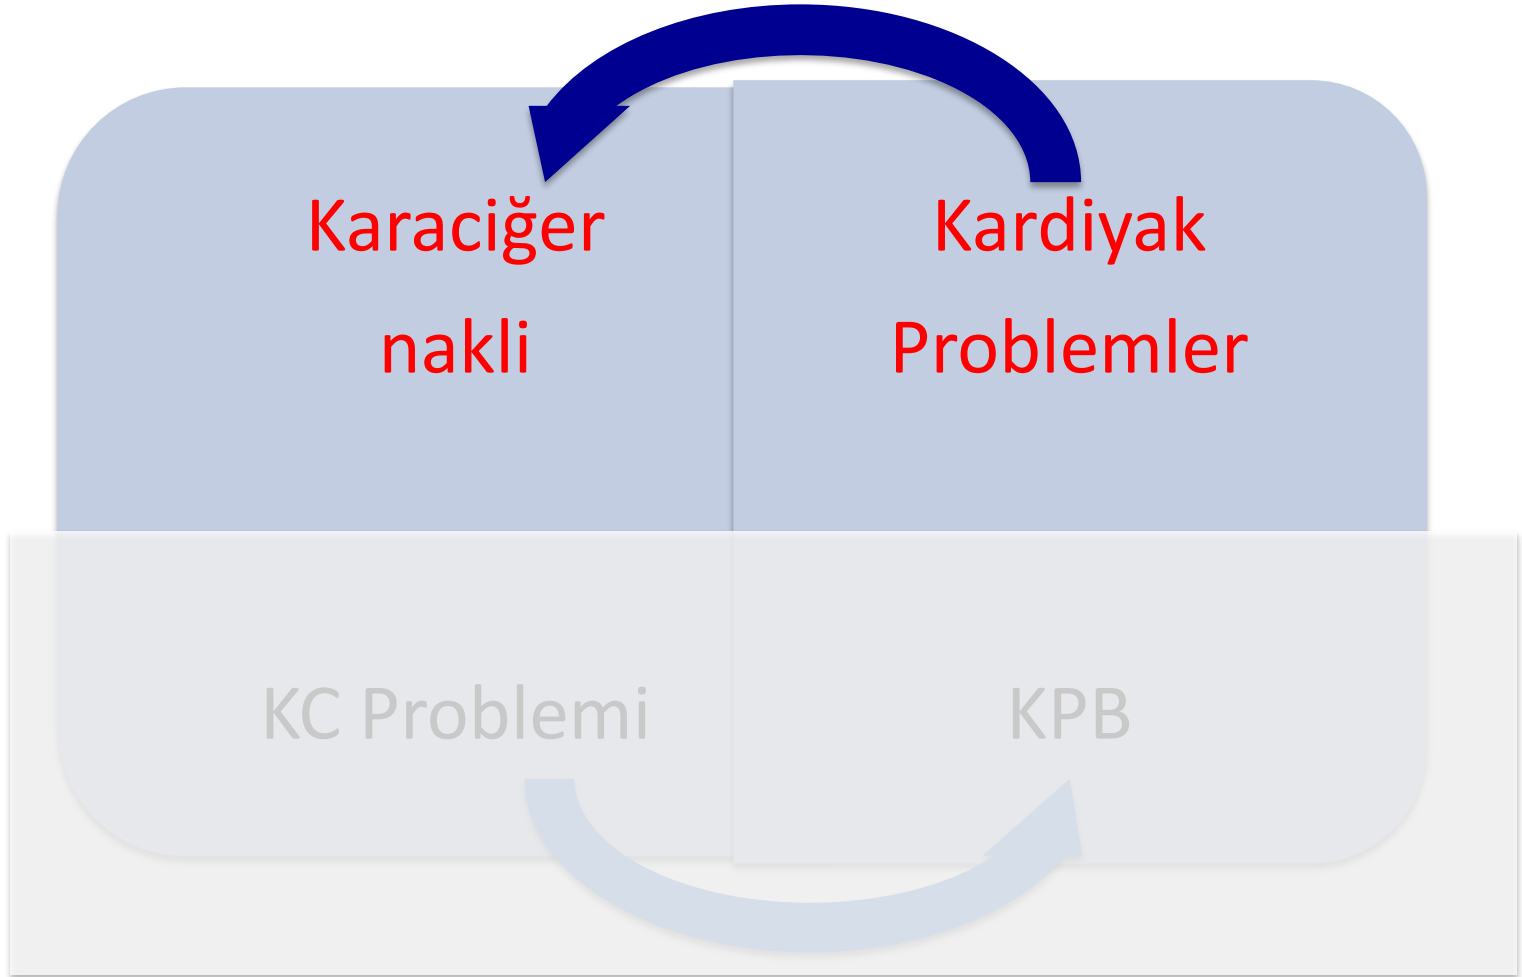 Karaciğer
nakli
Kardiyak
Problemler
KC Problemi
KPB